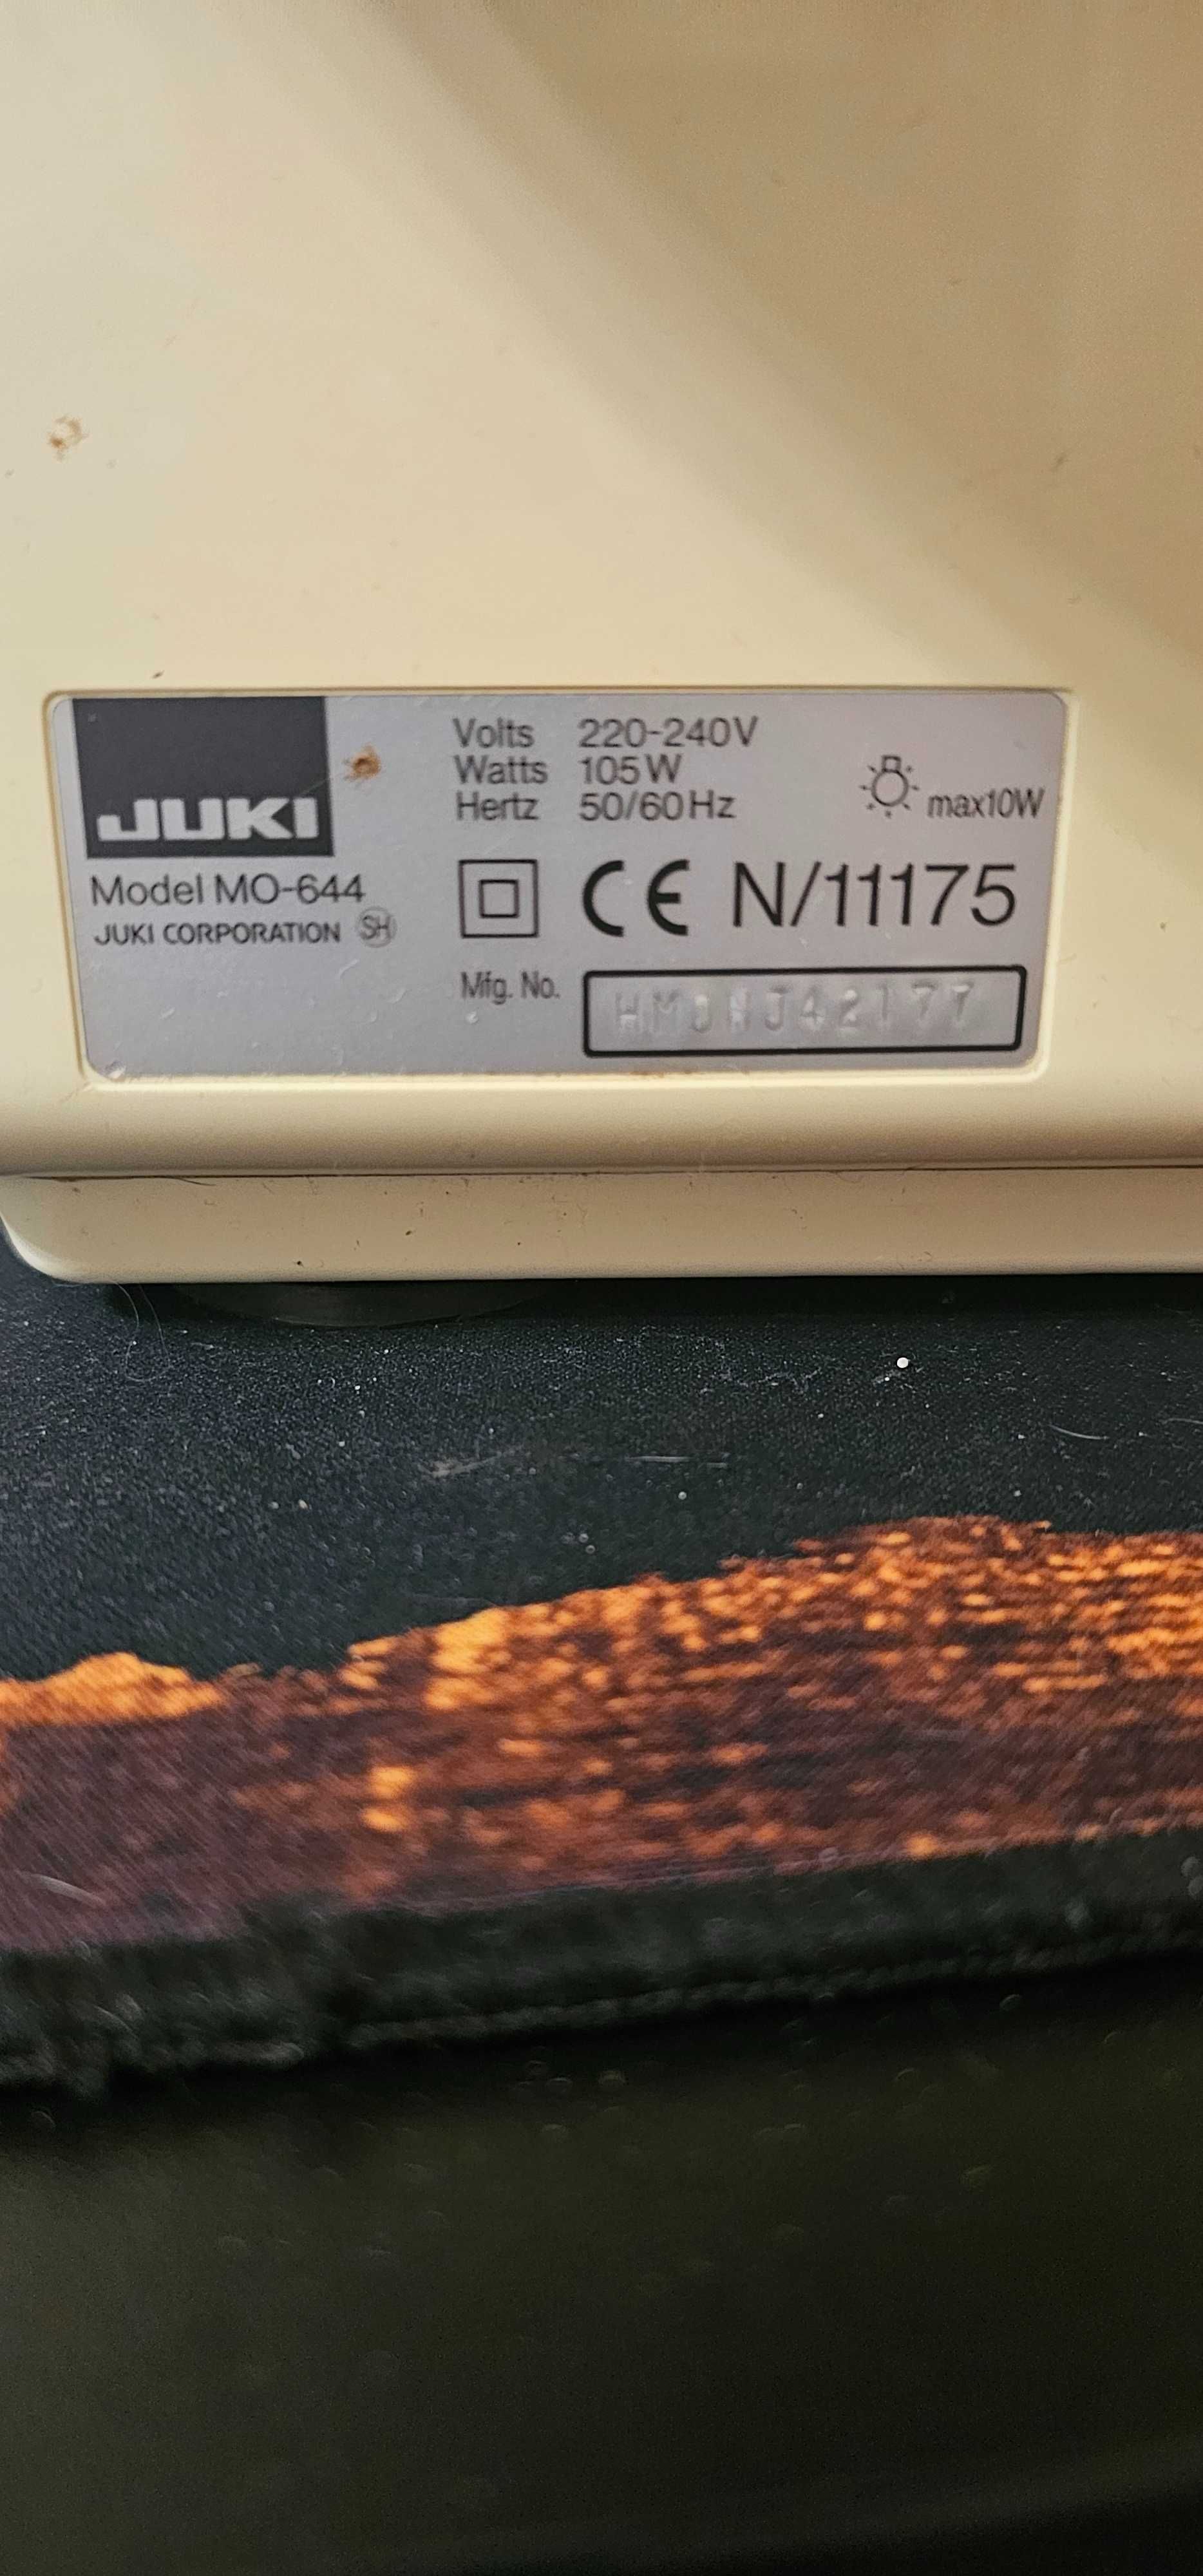 JUKI
Model MO-644
JUKI CORPORATION SH
Volts 220-240V
Watts 105W
Hertz 50/60Hz
max10W
CE N/11175
Mfg. No.